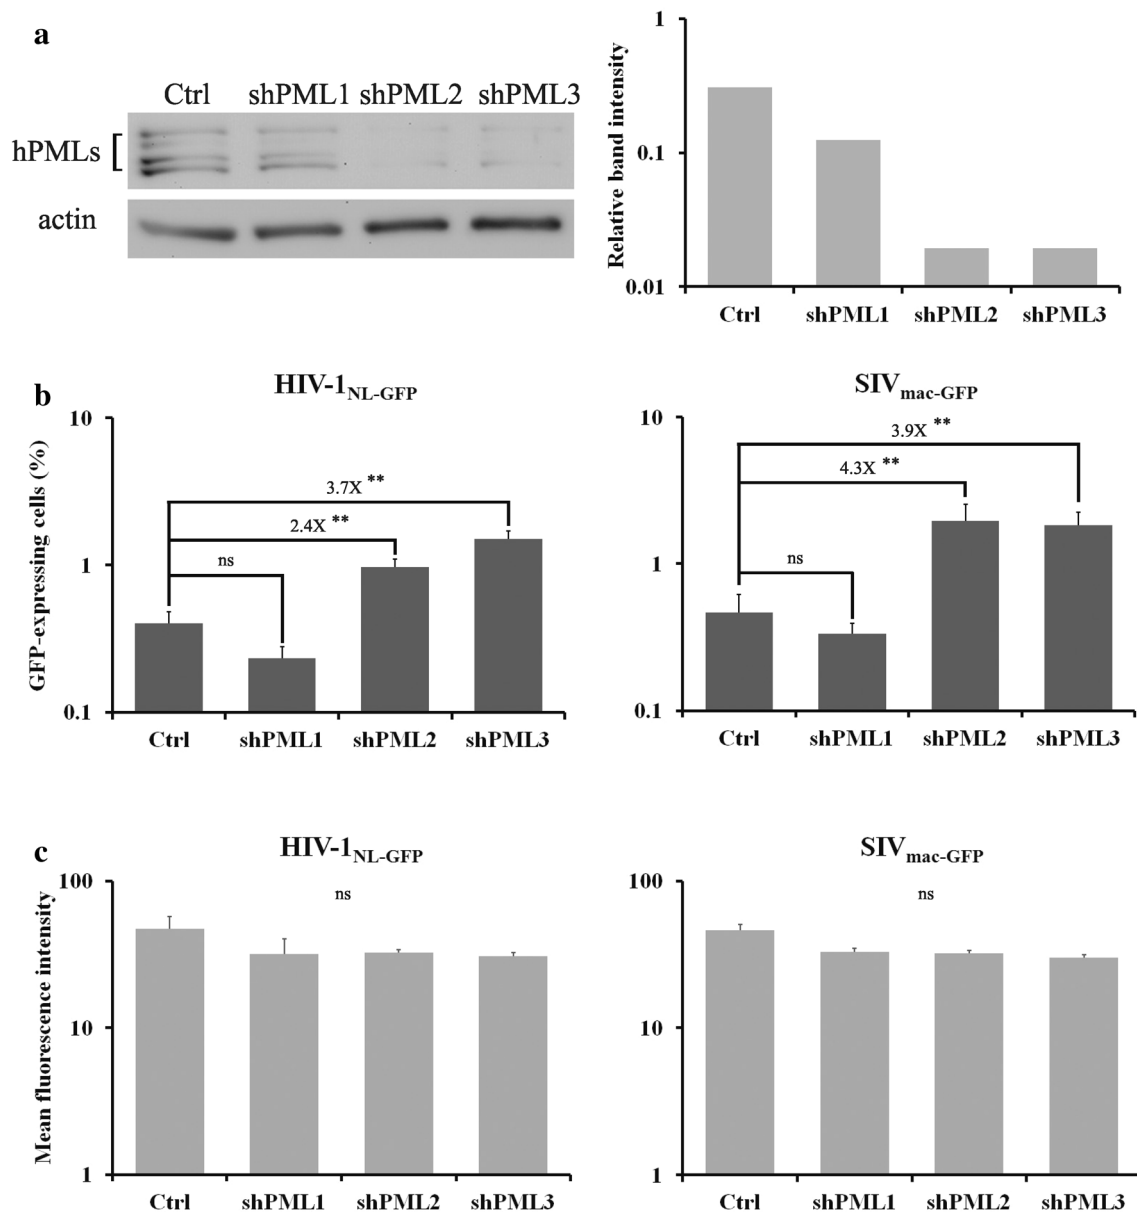 a
Ctrl shPML1 shPML2 shPML3
hPMLs
actin
Relative band intensity
1
0.1
0.01
Ctrl shPML1 shPML2 shPML3
b
HIV-1NL-GFP
GFP-expressing cells (%)
10
1
0.1
3.7X **
2.4X **
ns
Ctrl shPML1 shPML2 shPML3
SIVmac-GFP
10
1
0.1
3.9X **
4.3X **
ns
Ctrl shPML1 shPML2 shPML3
c
HIV-1NL-GFP
Mean fluorescence intensity
100
10
1
ns
Ctrl shPML1 shPML2 shPML3
SIVmac-GFP
100
10
1
ns
Ctrl shPML1 shPML2 shPML3